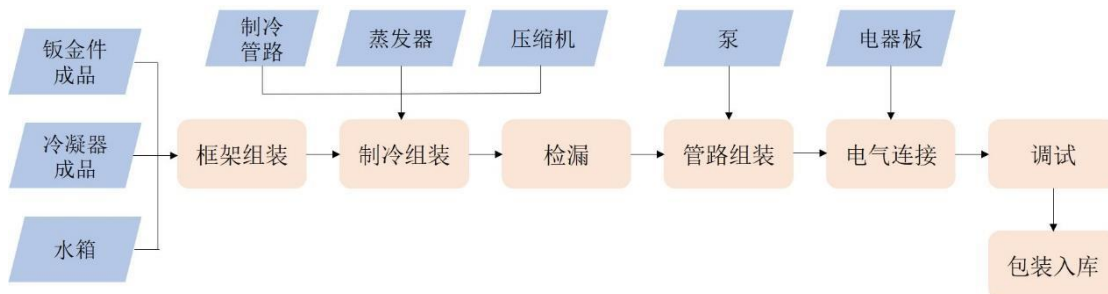 制冷
管路
蒸发器
压缩机
泵
电器板
钣金件
成品
冷凝器
成品
水箱
框架组装
制冷组装
检漏
管路组装
电气连接
调试
包装入库